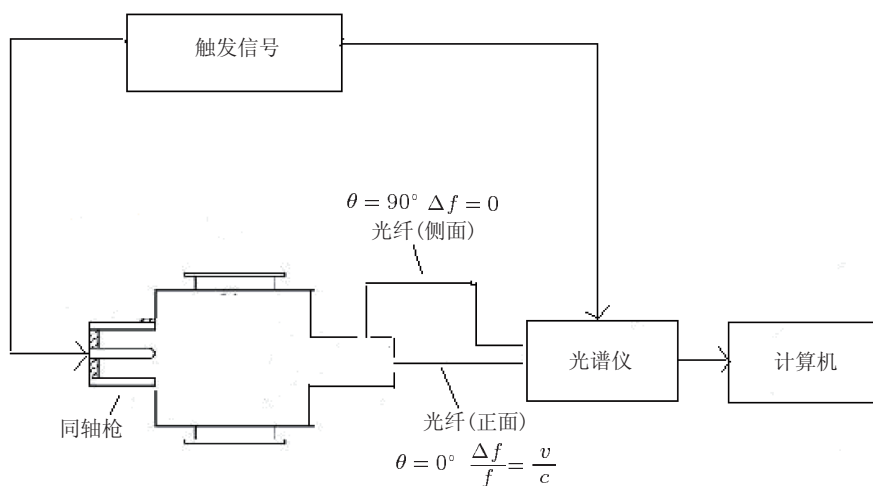 触发信号
θ = 90° Δf = 0
光纤(侧面)
光谱仪
计算机
同轴枪
光纤(正面)
θ = 0° Δf/f = v/c